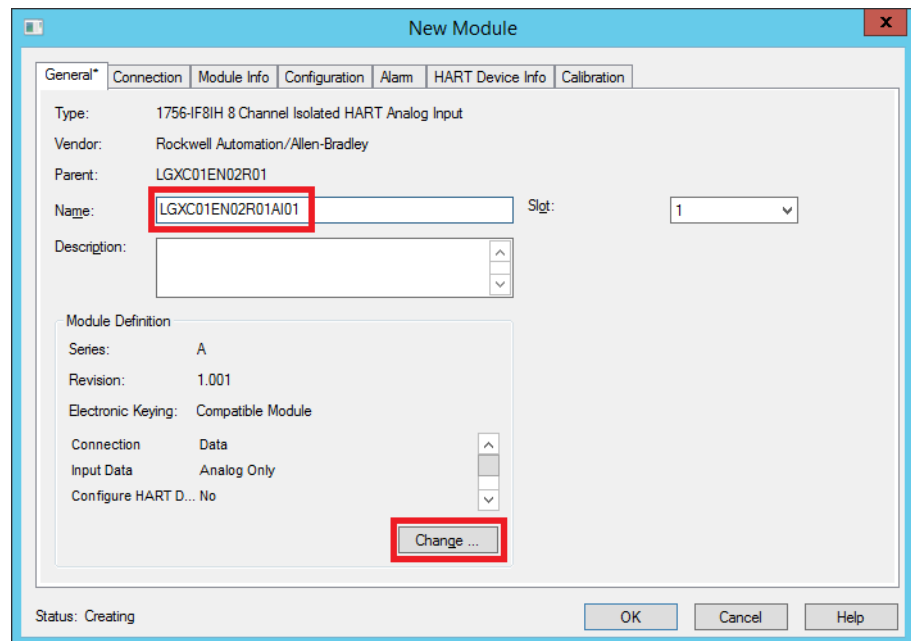 New Module
x
General* Connection Module Info Configuration Alarm HART Device Info Calibration
Type: 1756-IF8IH 8 Channel Isolated HART Analog Input
Vendor: Rockwell Automation/Allen-Bradley
Parent: LGXC01EN02R01
Name: LGXC01EN02R01AI01 Slot: 1
Description:
Module Definition
Series: A
Revision: 1.001
Electronic Keying: Compatible Module
Connection Data
Input Data Analog Only
Configure HART D... No
Change ...
Status: Creating OK Cancel Help